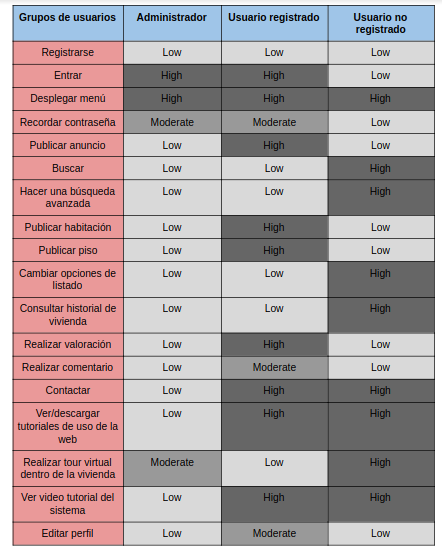 Grupos de usuarios Administrador Usuario registrado Usuario no
registrado
Registrarse Low Low Low
Entrar High High Low
Desplegar menú High High High
Recordar contraseña Moderate Moderate Low
Publicar anuncio Low High Low
Buscar Low Low High
Hacer una búsqueda Low Low High
avanzada
Publicar habitación Low High Low
Publicar piso Low High Low
Cambiar opciones de Low Low High
listado
Consultar historial de Low Low High
vivienda
Realizar valoración Low High Low
Realizar comentario Low Moderate Low
Contactar Low High High
Ver/descargar Low High High
tutoriales de uso de la
web
Realizar tour virtual Moderate Low High
dentro de la vivienda
Ver video tutorial del Low High High
sistema
Editar perfil Low Moderate Low